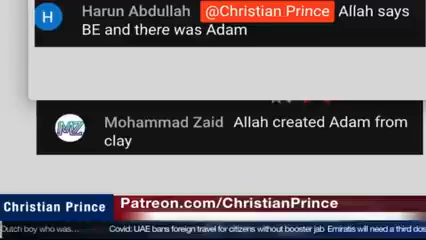 H
Harun Abdullah @Christian Prince Allah says
BE and there was Adam
MZ
Mohammad Zaid Allah created Adam from
clay
Christian Prince
Patreon.com/ChristianPrince
Dutch boy who was... Covid: UAE bans foreign travel for citizens without booster jab Emiratis will need a third dos